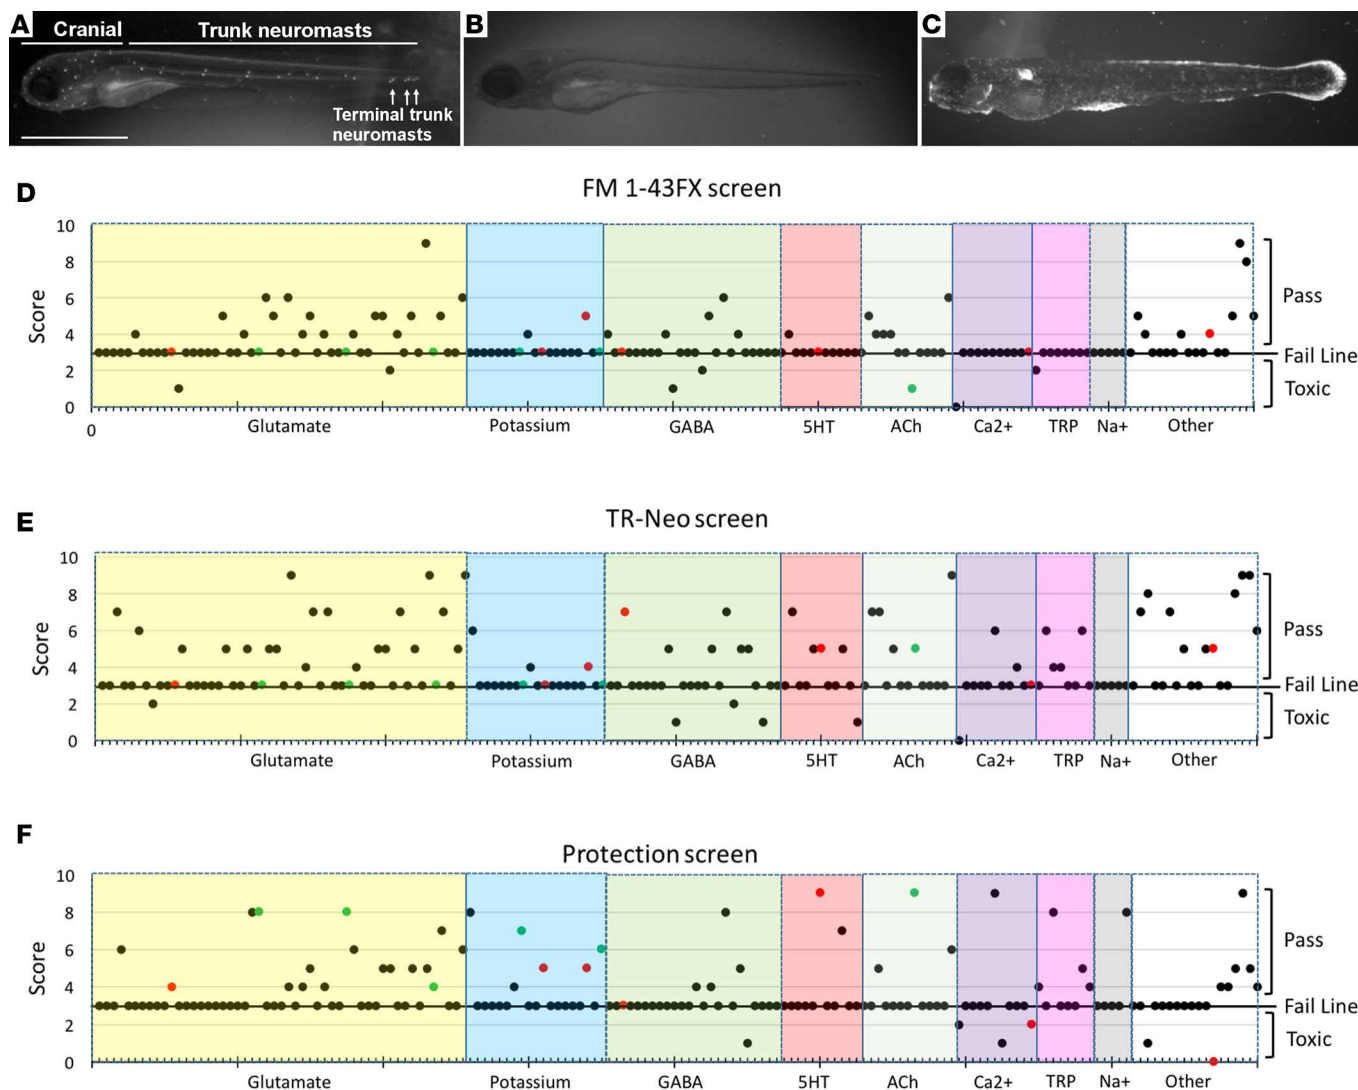 A Cranial Trunk neuromasts B C
Terminal trunk
neuromasts
D FM 1-43FX screen
10
8
6
4
2
0
Score
Pass
Fail Line
Toxic
0 Glutamate Potassium GABA 5HT ACh Ca2+ TRP Na+ Other
E TR-Neo screen
10
8
6
4
2
0
Score
Pass
Fail Line
Toxic
Glutamate Potassium GABA 5HT ACh Ca2+ TRP Na+ Other
F Protection screen
10
8
6
4
2
0
Score
Pass
Fail Line
Toxic
Glutamate Potassium GABA 5HT ACh Ca2+ TRP Na+ Other